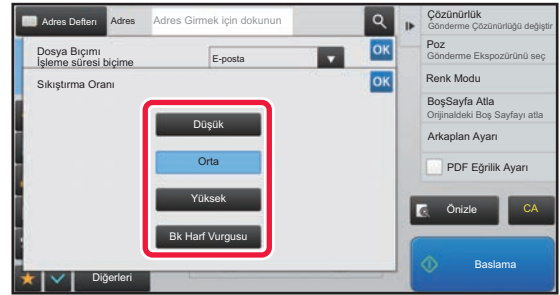 Adres Defteri
Adres
Adres Girmek için dokunun
Dosya Bıçımı
İşleme süresi biçime
E-posta
OK
Sıkıştırma Oranı
OK
Düşük
Orta
Yüksek
Bk Harf Vurgusu
Diğerleri
Çözünürlük
Gönderme Çözünürlüğü değiştir
Poz
Gönderme Ekspozürünü seç
Renk Modu
BoşSayfa Atla
Orijinaldeki Boş Sayfayı atla
Arkaplan Ayarı
PDF Eğrilik Ayarı
Önizle
CA
Baslama